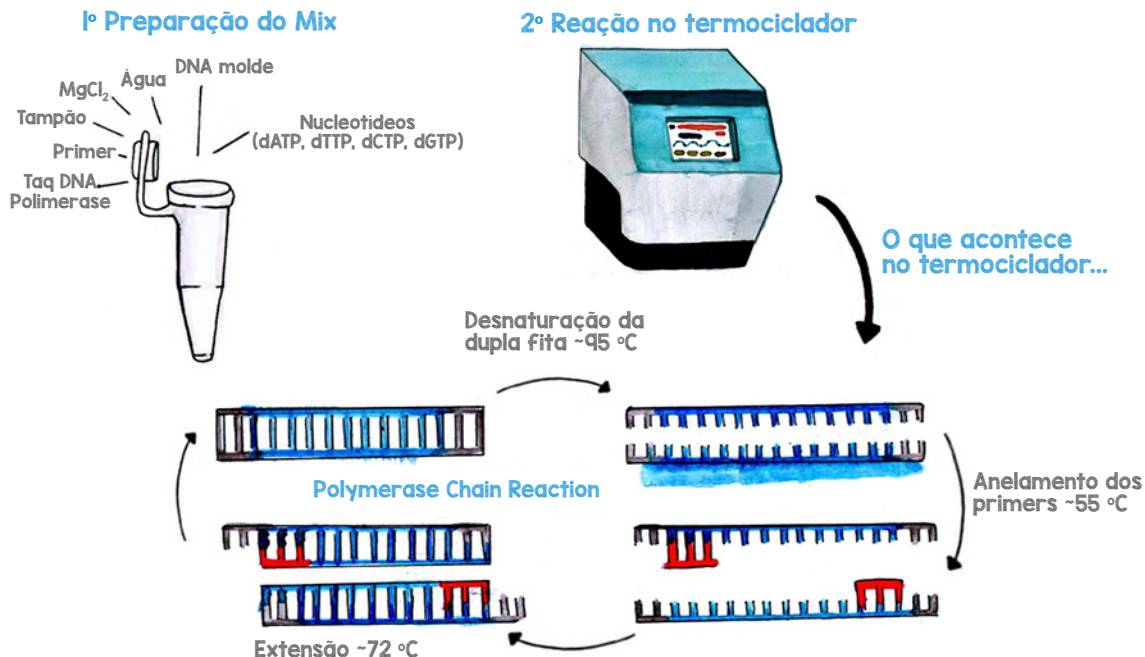 1º Preparação do Mix
2º Reação no termociclador
DNA molde
Água
MgCl₂
Tampão
Nucleotídeos
(dATP, dTTP, dCTP, dGTP)
Primer
Taq DNA
Polimerase
O que acontece
no termociclador...
Desnaturação da
dupla fita ~95 ºC
Polymerase Chain Reaction
Anelamento dos
primers ~55 ºC
Extensão ~72 ºC